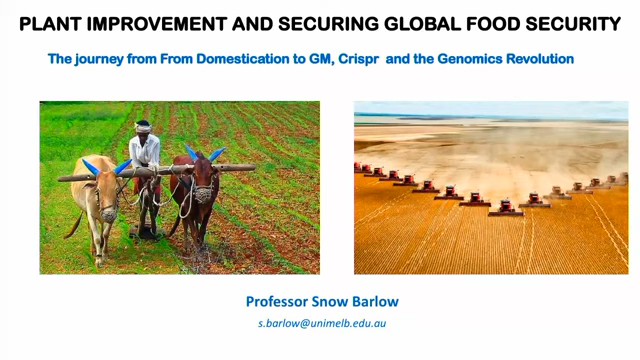 PLANT IMPROVEMENT AND SECURING GLOBAL FOOD SECURITY
The journey from From Domestication to GM, Crispr and the Genomics Revolution
Professor Snow Barlow
s.barlow@unimelb.edu.au